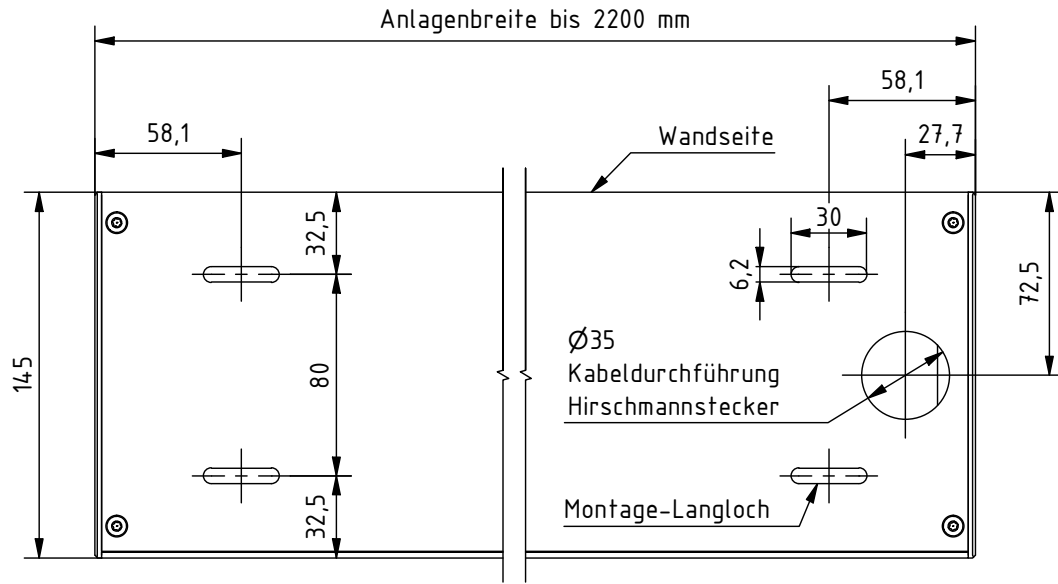 Anlagenbreite bis 2200 mm
58,1
58,1
27,7
Wandseite
32,5
30
6,2
72,5
145
80
Ø35
Kabeldurchführung
Hirschmannstecker
32,5
Montage-Langloch